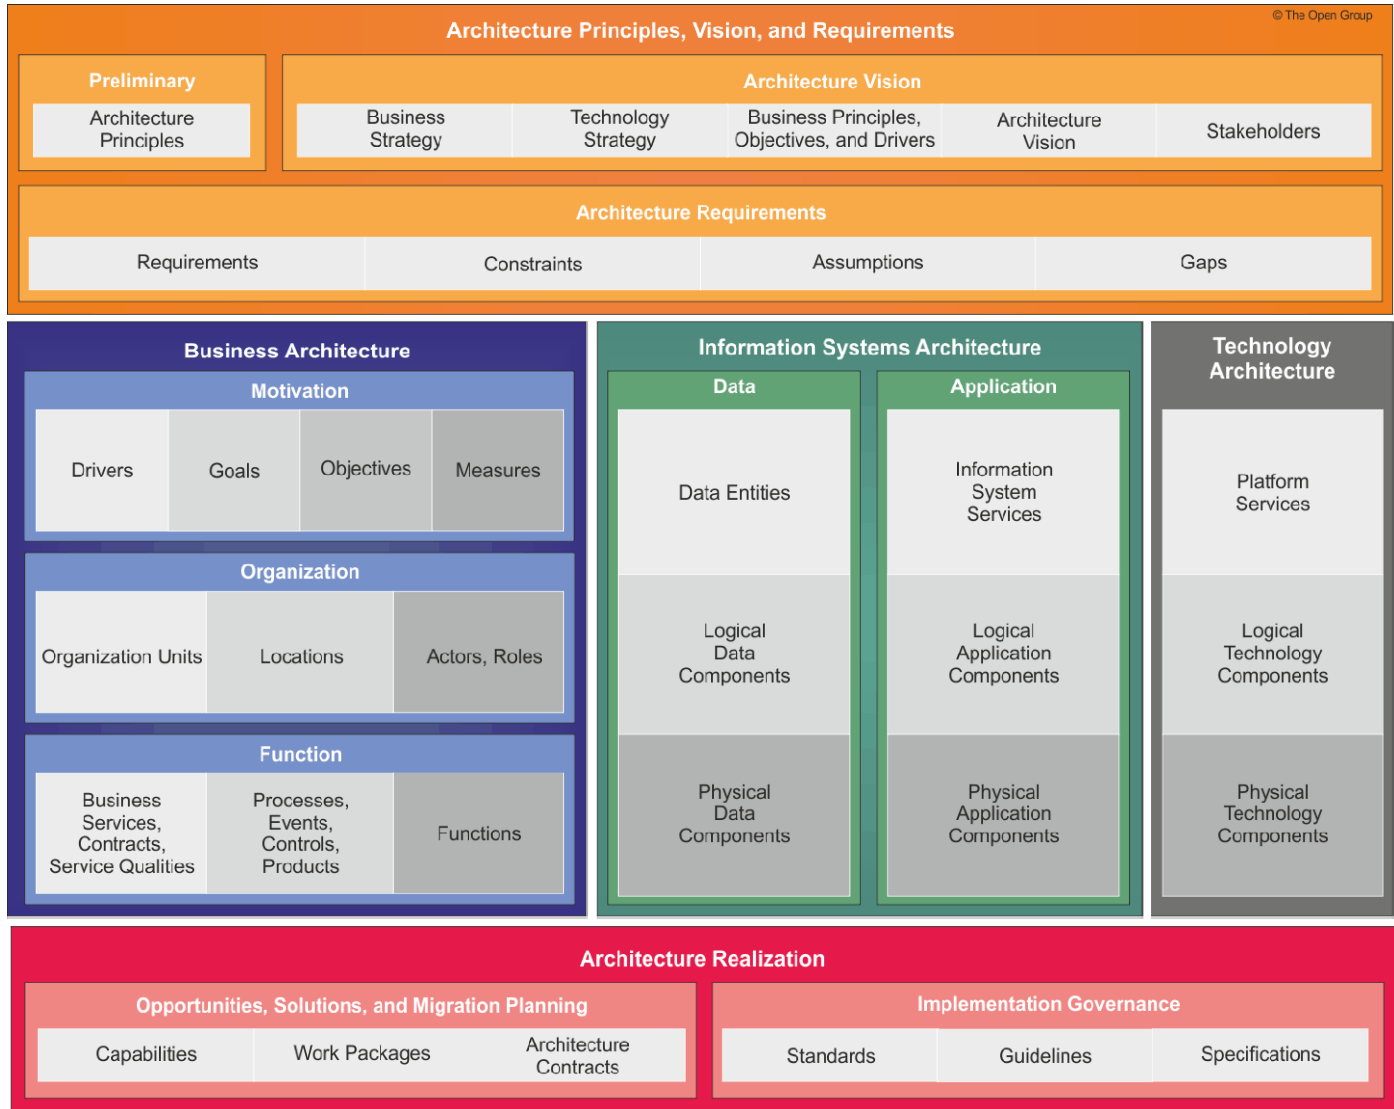 © The Open Group
Architecture Principles, Vision, and Requirements
Preliminary
Architecture
Principles
Architecture Vision
Business
Strategy
Technology
Strategy
Business Principles,
Objectives, and Drivers
Architecture
Vision
Stakeholders
Architecture Requirements
Requirements
Constraints
Assumptions
Gaps
Business Architecture
Motivation
Drivers
Goals
Objectives
Measures
Organization
Organization Units
Locations
Actors, Roles
Function
Business
Services,
Contracts,
Service Qualities
Processes,
Events,
Controls,
Products
Functions
Information Systems Architecture
Data
Data Entities
Logical
Data
Components
Physical
Data
Components
Application
Information
System
Services
Logical
Application
Components
Physical
Application
Components
Technology
Architecture
Platform
Services
Logical
Technology
Components
Physical
Technology
Components
Architecture Realization
Opportunities, Solutions, and Migration Planning
Capabilities
Work Packages
Architecture
Contracts
Implementation Governance
Standards
Guidelines
Specifications